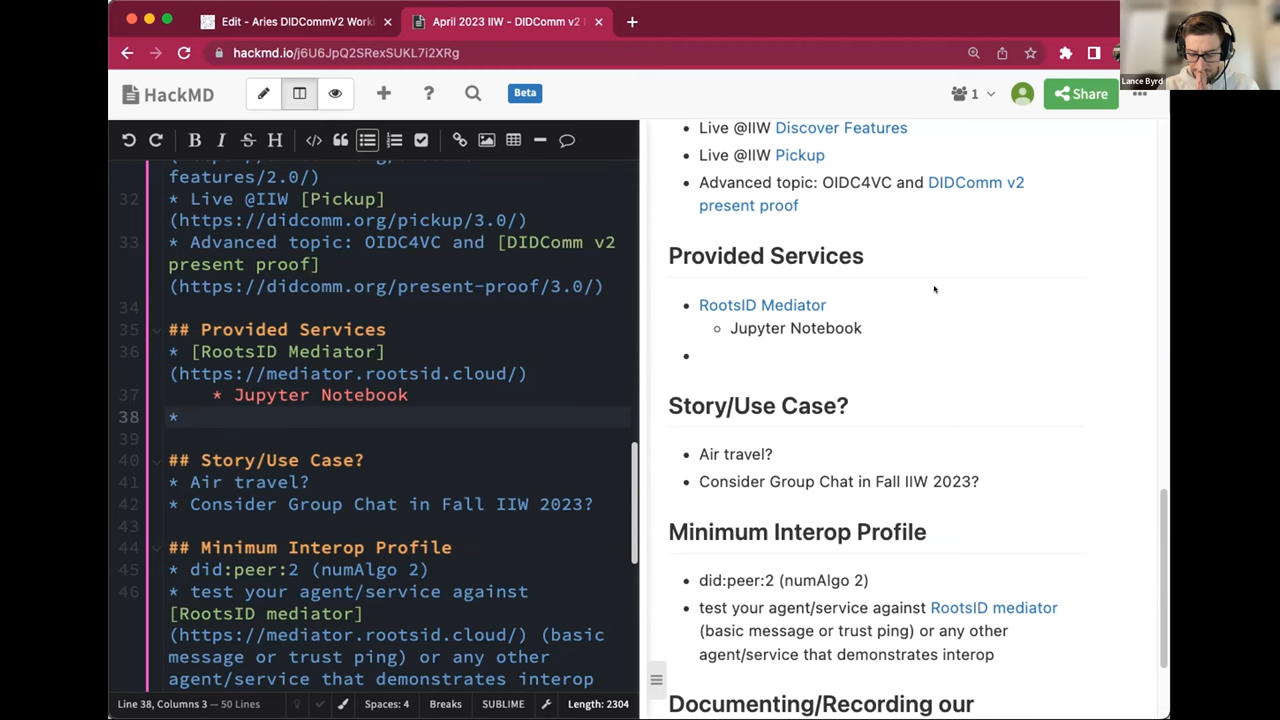 Edit - Aries DIDCommV2 Worki
April 2023 IIW - DIDComm v2
hackmd.io/j6U6JpQ2SRexSUKL7i2XRg
Lance Byrd
HackMD
Beta
1
Share
features/2.0/)
32 * Live @IIW [Pickup]
(https://didcomm.org/pickup/3.0/)
33 * Advanced topic: OIDC4VC and [DIDComm v2
present proof]
(https://didcomm.org/present-proof/3.0/)
34
35 ## Provided Services
36 * [RootsID Mediator]
(https://mediator.rootsid.cloud/)
37 * Jupyter Notebook
38 *
39
40 ## Story/Use Case?
41 * Air travel?
42 * Consider Group Chat in Fall IIW 2023?
43
44 ## Minimum Interop Profile
45 * did:peer:2 (numAlgo 2)
46 * test your agent/service against
[RootsID mediator]
(https://mediator.rootsid.cloud/) (basic
message or trust ping) or any other
agent/service that demonstrates interop
Line 38, Columns 3 — 50 Lines
Spaces: 4
Breaks
SUBLIME
Length: 2304
• Live @IIW Discover Features
• Live @IIW Pickup
• Advanced topic: OIDC4VC and DIDComm v2
present proof
Provided Services
• RootsID Mediator
◦ Jupyter Notebook
•
Story/Use Case?
• Air travel?
• Consider Group Chat in Fall IIW 2023?
Minimum Interop Profile
• did:peer:2 (numAlgo 2)
• test your agent/service against RootsID mediator
(basic message or trust ping) or any other
agent/service that demonstrates interop
Documenting/Recording our